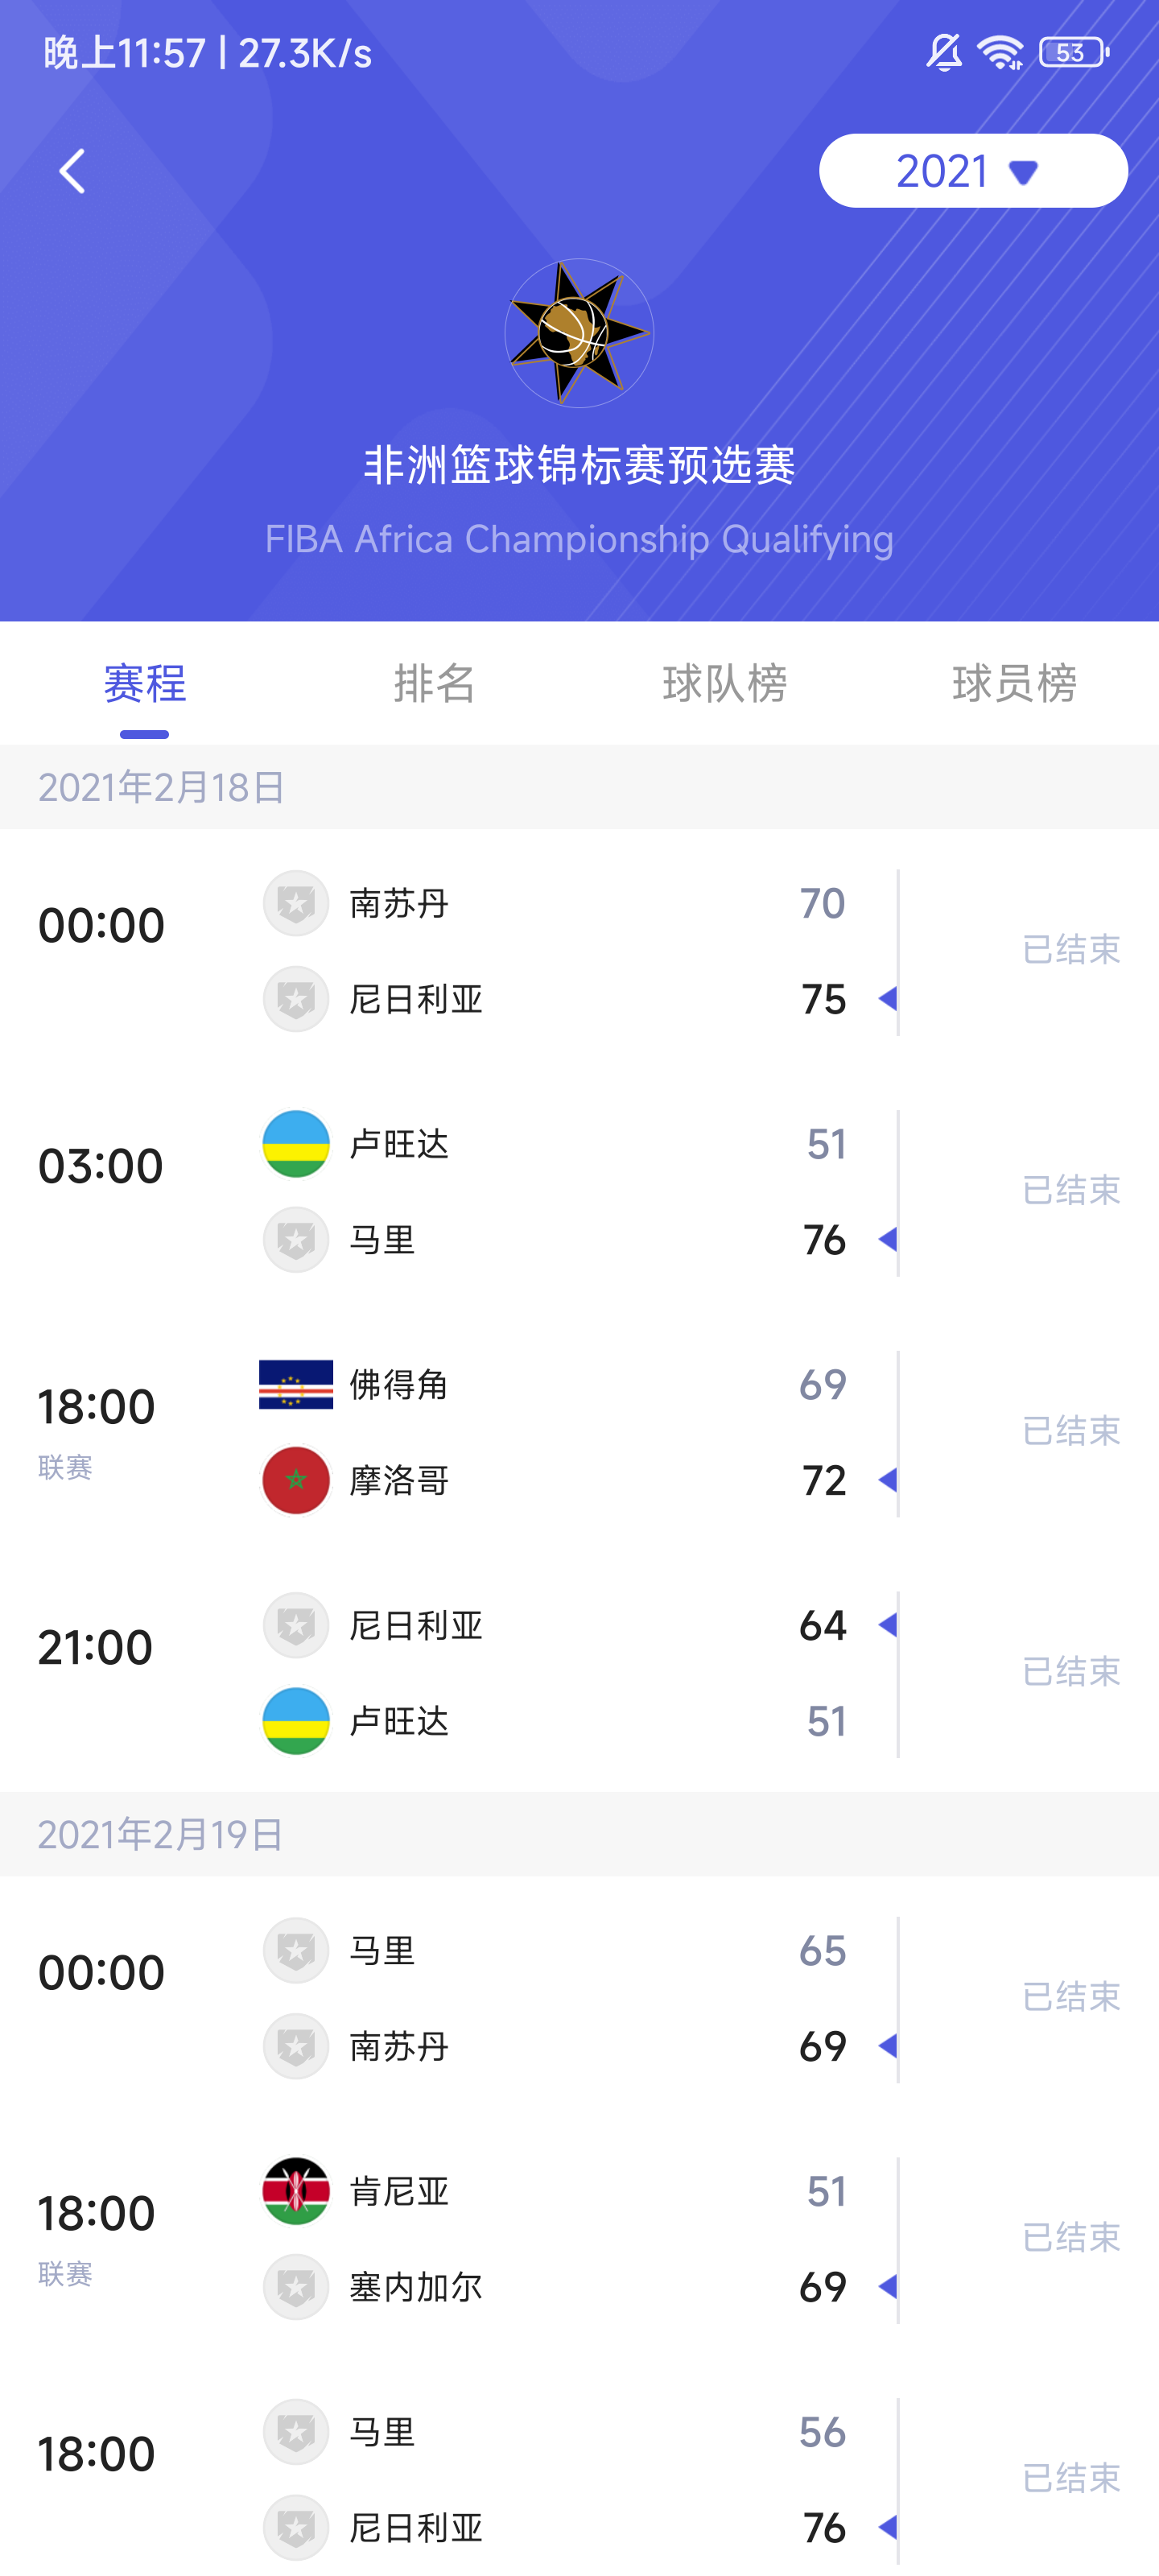 晚上11:57 | 27.3K/s
53
2021
非洲篮球锦标赛预选赛
FIBA Africa Championship Qualifying
赛程 排名 球队榜 球员榜
2021年2月18日
00:00
南苏丹 70
尼日利亚 75
已结束
03:00
卢旺达 51
马里 76
已结束
18:00
联赛
佛得角 69
摩洛哥 72
已结束
21:00
尼日利亚 64
卢旺达 51
已结束
2021年2月19日
00:00
马里 65
南苏丹 69
已结束
18:00
联赛
肯尼亚 51
塞内加尔 69
已结束
18:00
马里 56
尼日利亚 76
已结束